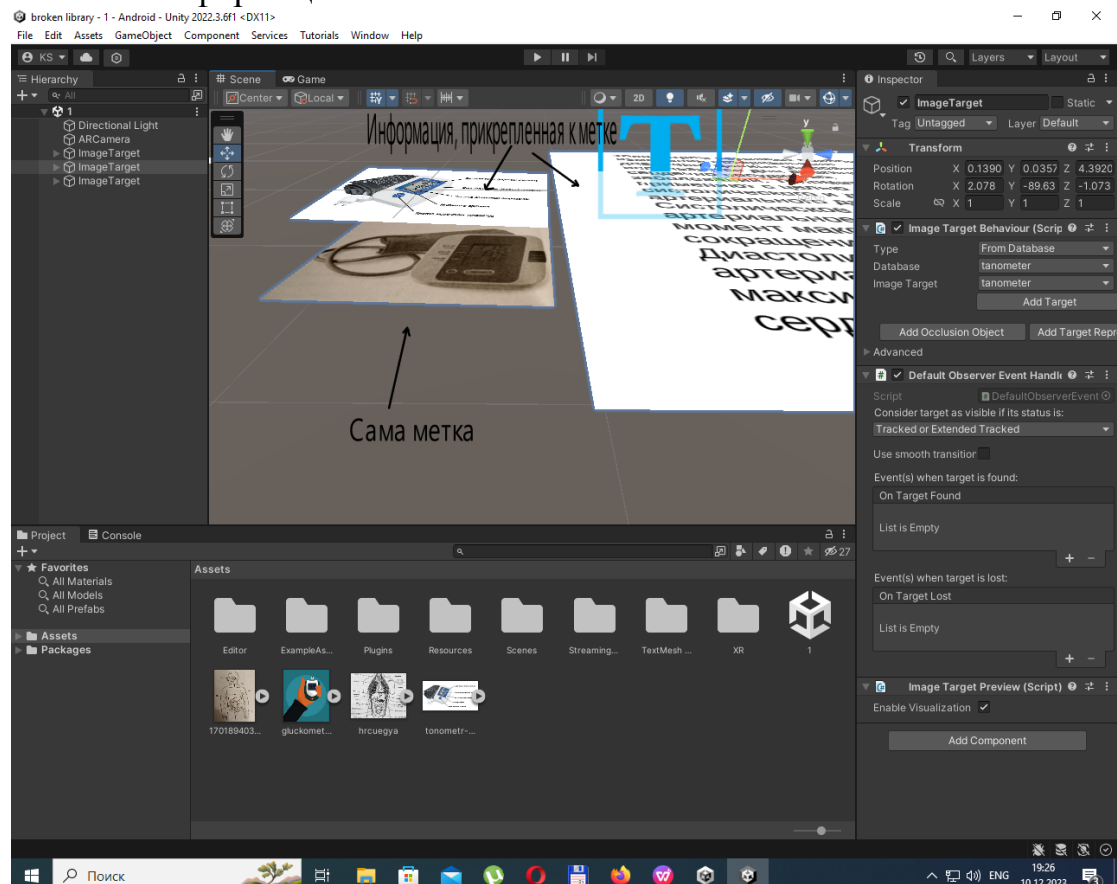 broken library - 1 - Android - Unity 2022.3.6f1 <DX11>
File Edit Assets GameObject Component Services Tutorials Window Help
KS
Layers
Layout
Hierarchy
All
1
Directional Light
ARCamera
ImageTarget
ImageTarget
ImageTarget
Scene
Game
Center
Local
2D
Информация, прикрепленная к метке
y
T
момент
сокращен
Диастол
артери
макси
серд
Сама метка
Inspector
ImageTarget
Static
Tag Untagged
Layer Default
Transform
Position X 0.1390 Y 0.0357 Z 4.3920
Rotation X 2.078 Y -89.63 Z -1.073
Scale X 1 Y 1 Z 1
Image Target Behaviour (Scrip
Type From Database
Database tanometer
Image Target tanometer
Add Target
Add Occlusion Object
Add Target Repr
Advanced
Default Observer Event Handle
Script DefaultObserverEvent
Consider target as visible if its status is:
Tracked or Extended Tracked
Use smooth transitior
Event(s) when target is found:
On Target Found
List is Empty
+ -
Event(s) when target is lost:
On Target Lost
List is Empty
+ -
Image Target Preview (Script)
Enable Visualization
Add Component
Project
Console
27
Favorites
All Materials
All Models
All Prefabs
Assets
Packages
Assets
Editor
ExampleAs...
Plugins
Resources
Scenes
Streaming...
TextMesh ...
XR
1
170189403...
gluckomet...
hrcuegya
tonometr-...
Поиск
ENG
19:26
10.12.2023